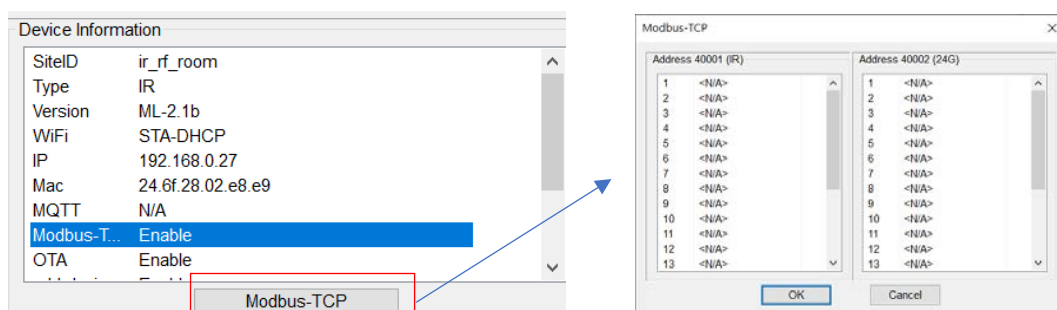 Device Information
SiteID ir_rf_room
Type IR
Version ML-2.1b
WiFi STA-DHCP
IP 192.168.0.27
Mac 24.6f.28.02.e8.e9
MQTT N/A
Modbus-T... Enable
OTA Enable
Modbus-TCP
Modbus-TCP
Address 40001 (IR)
1 <N/A>
2 <N/A>
3 <N/A>
4 <N/A>
5 <N/A>
6 <N/A>
7 <N/A>
8 <N/A>
9 <N/A>
10 <N/A>
11 <N/A>
12 <N/A>
13 <N/A>
Address 40002 (24G)
1 <N/A>
2 <N/A>
3 <N/A>
4 <N/A>
5 <N/A>
6 <N/A>
7 <N/A>
8 <N/A>
9 <N/A>
10 <N/A>
11 <N/A>
12 <N/A>
13 <N/A>
OK Cancel